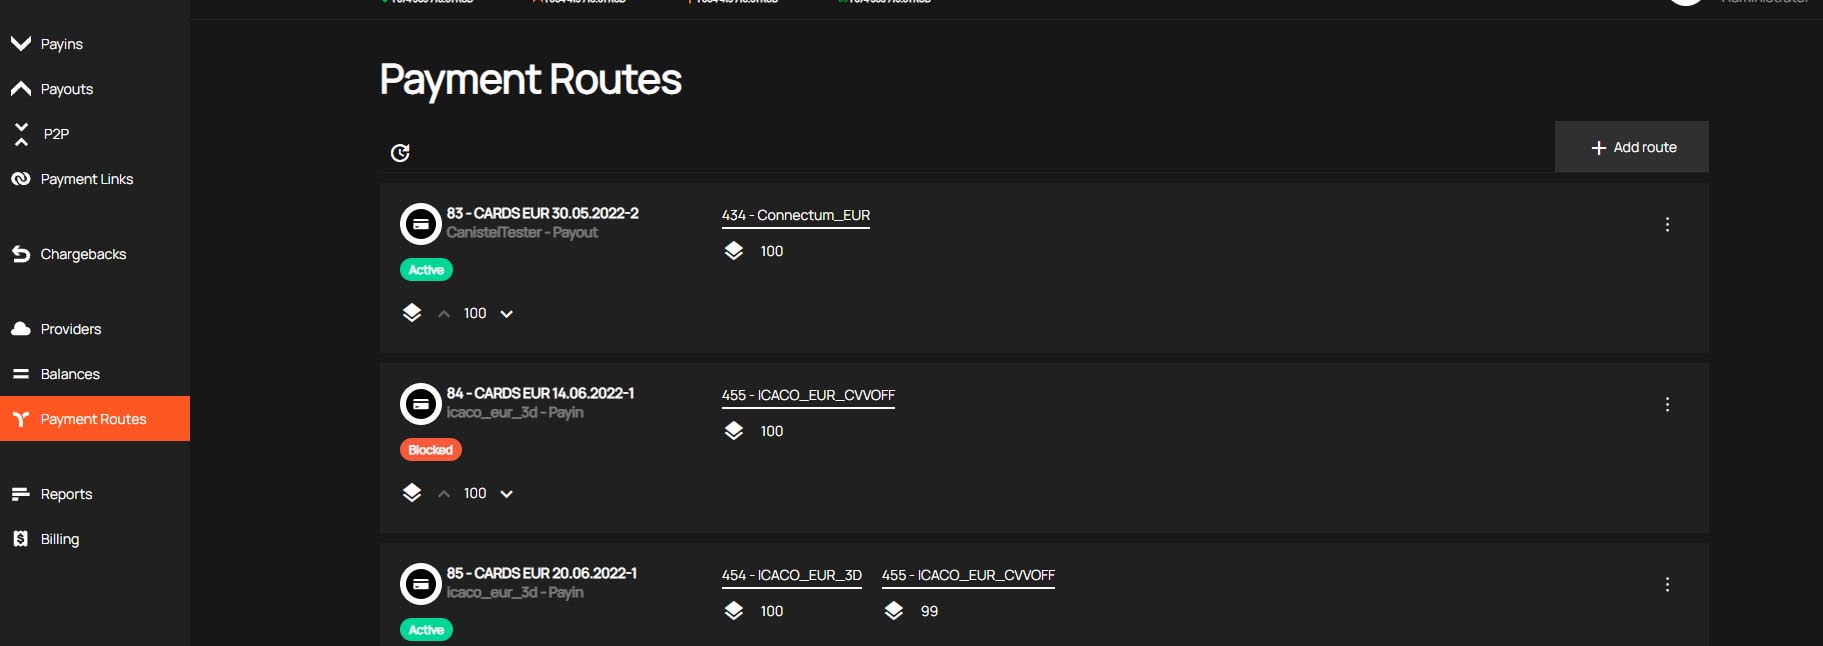 Payins
Payouts
P2P
Payment Links
Chargebacks
Providers
Balances
Payment Routes
Reports
Billing
Payment Routes
Add route
83 - CARDS EUR 30.05.2022-2
CanistelTester - Payout
Active
100
434 - Connectum_EUR
100
84 - CARDS EUR 14.06.2022-1
icaco_eur_3d - Payin
Blocked
100
455 - ICACO_EUR_CVVOFF
100
85 - CARDS EUR 20.06.2022-1
icaco_eur_3d - Payin
Active
454 - ICACO_EUR_3D
100
455 - ICACO_EUR_CVVOFF
99